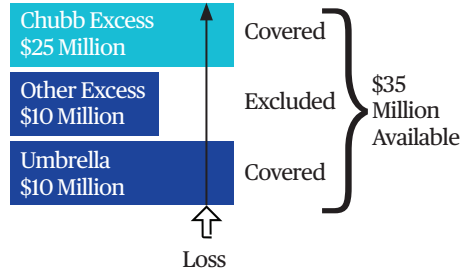 Chubb Excess
$25 Million
Covered
Other Excess
$10 Million
Excluded
$35
Million
Available
Umbrella
$10 Million
Covered
Loss